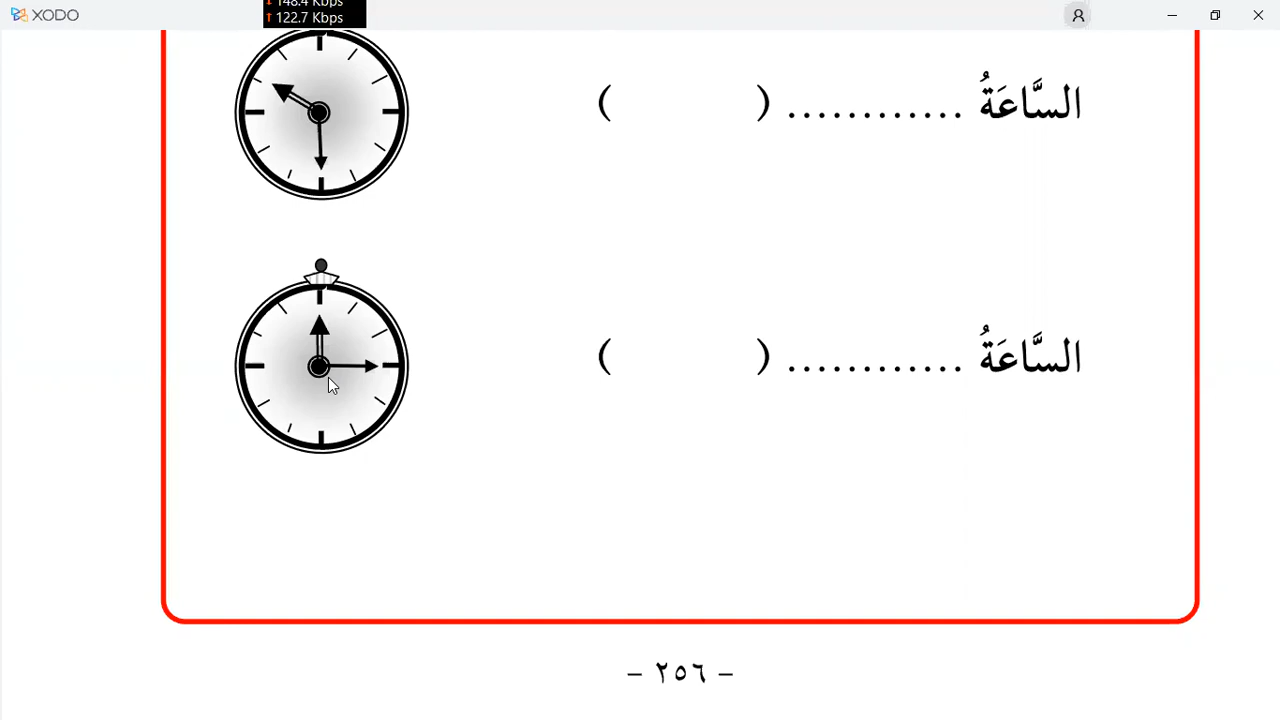 XODO
148.4 Kbps
↑ 122.7 Kbps
السَّاعَةُ ............ (        )
السَّاعَةُ ............ (        )
- ٢٥٦ -